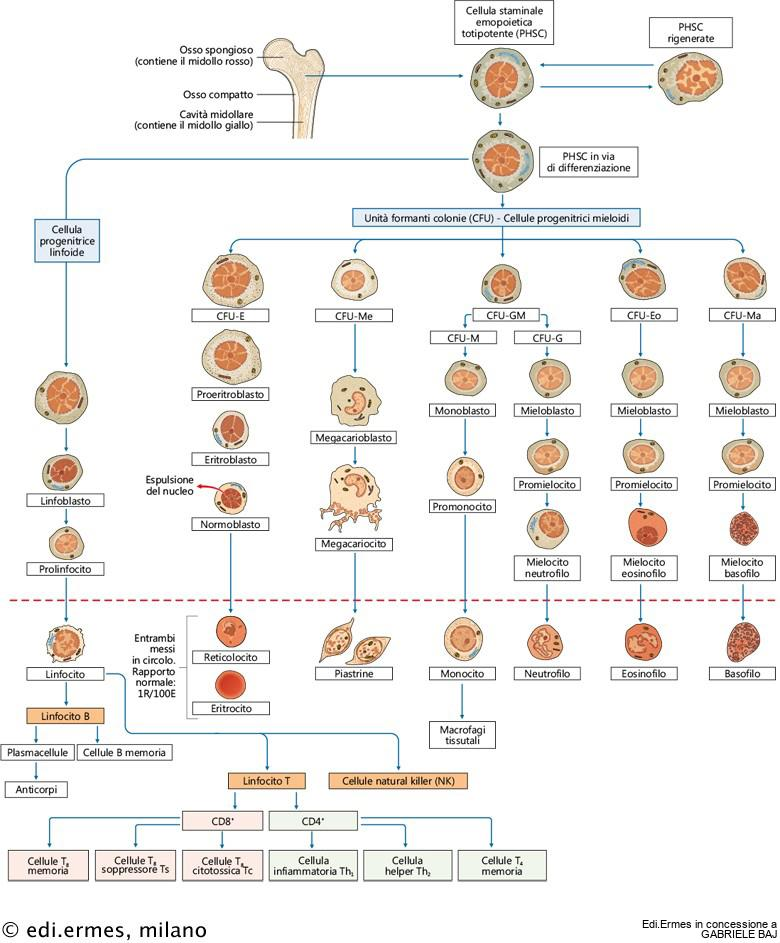 Cellula staminale
emopoietica
totipotente (PHSC)
PHSC
rigenerate
Osso spongioso
(contiene il midollo rosso)
Osso compatto
Cavità midollare
(contiene il midollo giallo)
PHSC in via
di differenziazione
Unità formanti colonie (CFU) - Cellule progenitrici mieloidi
Cellula
progenitrice
linfoide
CFU-E
CFU-Me
CFU-GM
CFU-Eo
CFU-Ma
CFU-M
CFU-G
Proeritroblasto
Monoblasto
Mieloblasto
Mieloblasto
Mieloblasto
Megacarioblasto
Eritroblasto
Linfoblasto
Espulsione
del nucleo
Promielocito
Promielocito
Promielocito
Promonocito
Normoblasto
Megacariocito
Prolinfocito
Mielocito
neutrofilo
Mielocito
eosinofilo
Mielocito
basofilo
Entrambi
messi
in circolo.
Rapporto
normale:
1R/100E
Reticolocito
Eritrocito
Linfocito
Piastrine
Monocito
Neutrofilo
Eosinofilo
Basofilo
Linfocito B
Macrofagi
tissutali
Plasmacellule
Cellule B memoria
Anticorpi
Linfocito T
Cellule natural killer (NK)
CD8⁺
CD4⁺
Cellule T₈
memoria
Cellule T₈
soppressore Ts
Cellule T₈
citotossica Tc
Cellula
infiammatoria Th₁
Cellula
helper Th₂
Cellule T₄
memoria
© edi.ermes, milano
Edi.Ermes in concessione a
GABRIELE BAJ